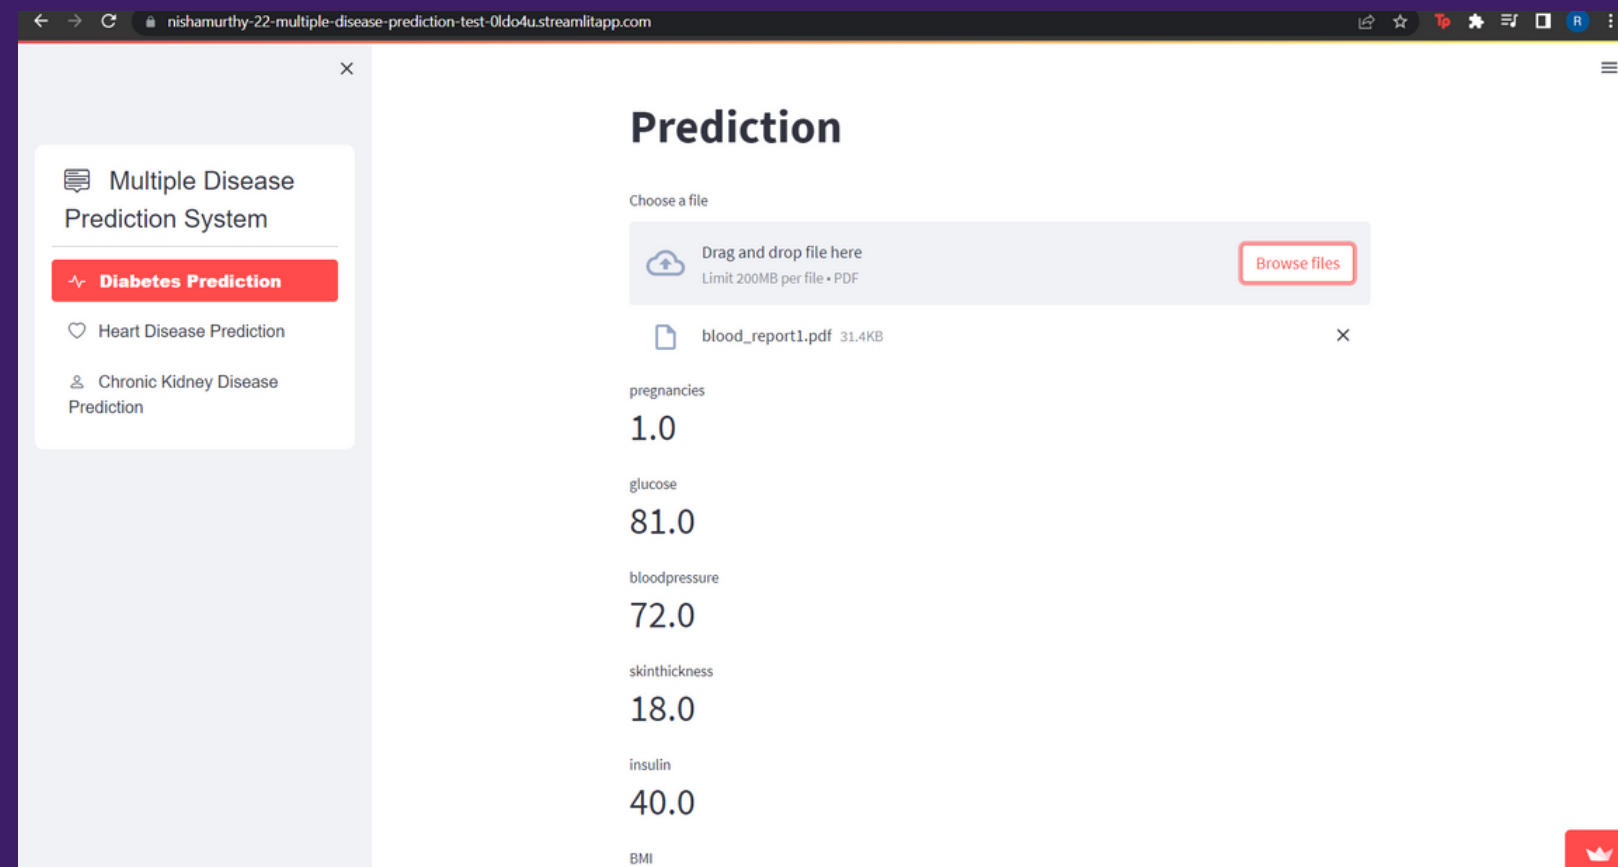 nishamurthy-22-multiple-disease-prediction-test-0ldo4u.streamlitapp.com
R
Multiple Disease
Prediction System
Diabetes Prediction
Heart Disease Prediction
Chronic Kidney Disease
Prediction
Prediction
Choose a file
Drag and drop file here
Limit 200MB per file • PDF
Browse files
blood_report1.pdf 31.4KB
pregnancies
1.0
glucose
81.0
bloodpressure
72.0
skinthickness
18.0
insulin
40.0
BMI